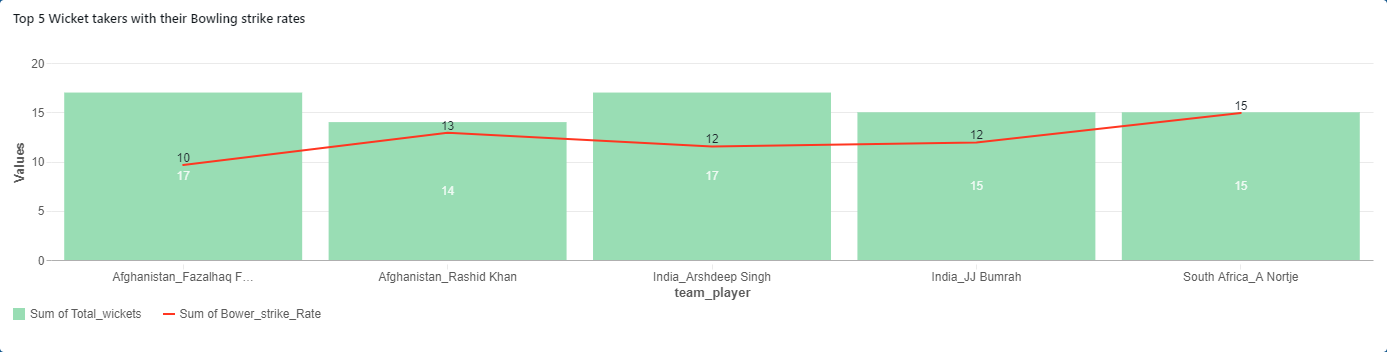 Top 5 Wicket takers with their Bowling strike rates
20
15
10
5
0
Values
10
13
12
12
15
17
14
17
15
15
Afghanistan_Fazalhaq F...
Afghanistan_Rashid Khan
India_Arshdeep Singh
India_JJ Bumrah
South Africa_A Nortje
team_player
Sum of Total_wickets
Sum of Bower_strike_Rate